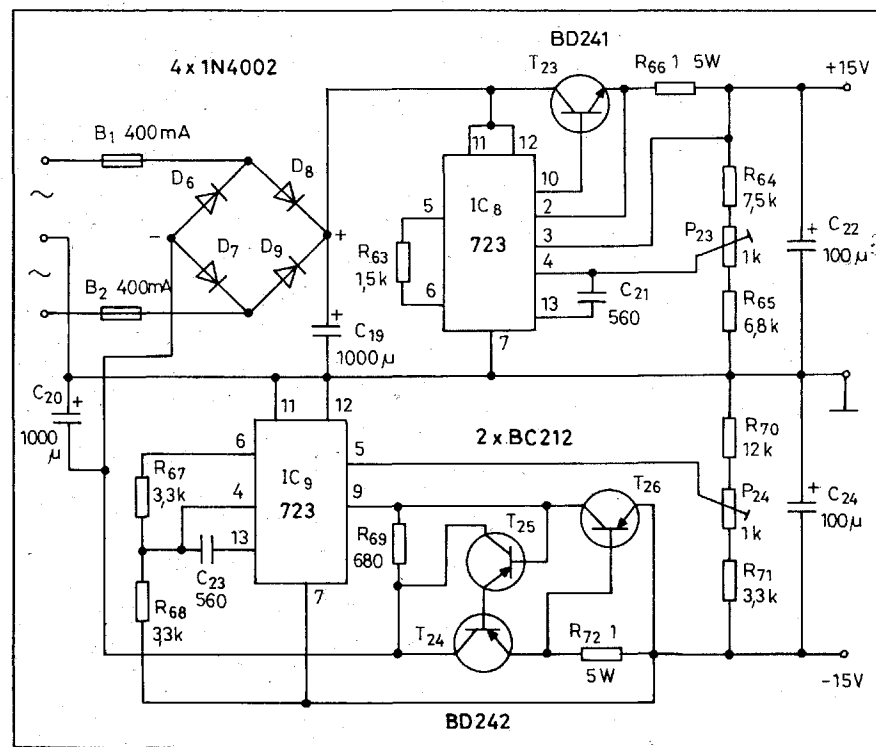 BD241
4 x 1N4002
T23
R66 1 5W
+15V
B1 400mA
11
12
D6
D8
10
R64
7,5k
~
5
IC8
2
-
+
723
3
P23
1k
C22
100µ
R63
1,5k
D7
D9
4
~
C21
560
B2 400mA
6
13
R65
6,8k
C19
1000µ
7
C20
1000
µ
11
12
2 x BC212
R70
12k
6
5
R67
3,3k
IC9
T26
P24
1k
C24
100µ
4
723
9
T25
13
R69
680
C23
560
R71
3,3k
7
R68
3,3k
T24
R72 1
5W
-15V
BD242